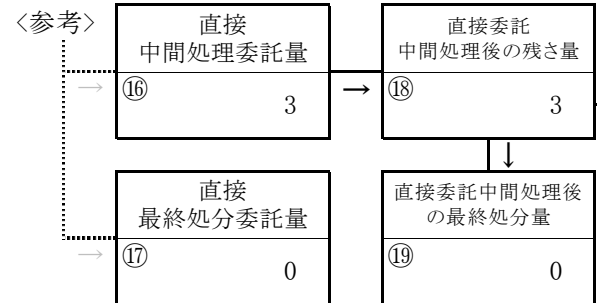 〈参考〉
直接
中間処理委託量
⑯
3
→
→
直接委託
中間処理後の残さ量
⑱
3
↓
直接
最終処分委託量
⑰
0
→
直接委託中間処理後
の最終処分量
⑲
0